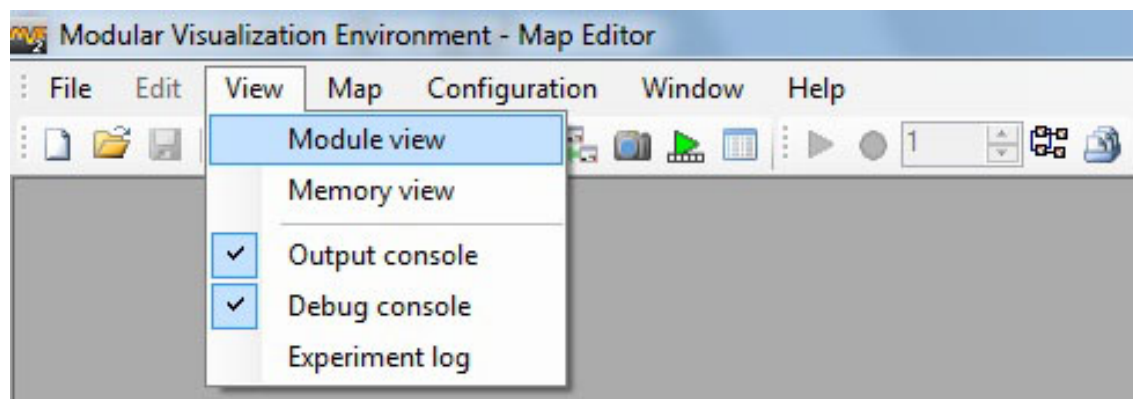 Modular Visualization Environment - Map Editor
File Edit View Map Configuration Window Help
1
Module view
Memory view
Output console
Debug console
Experiment log